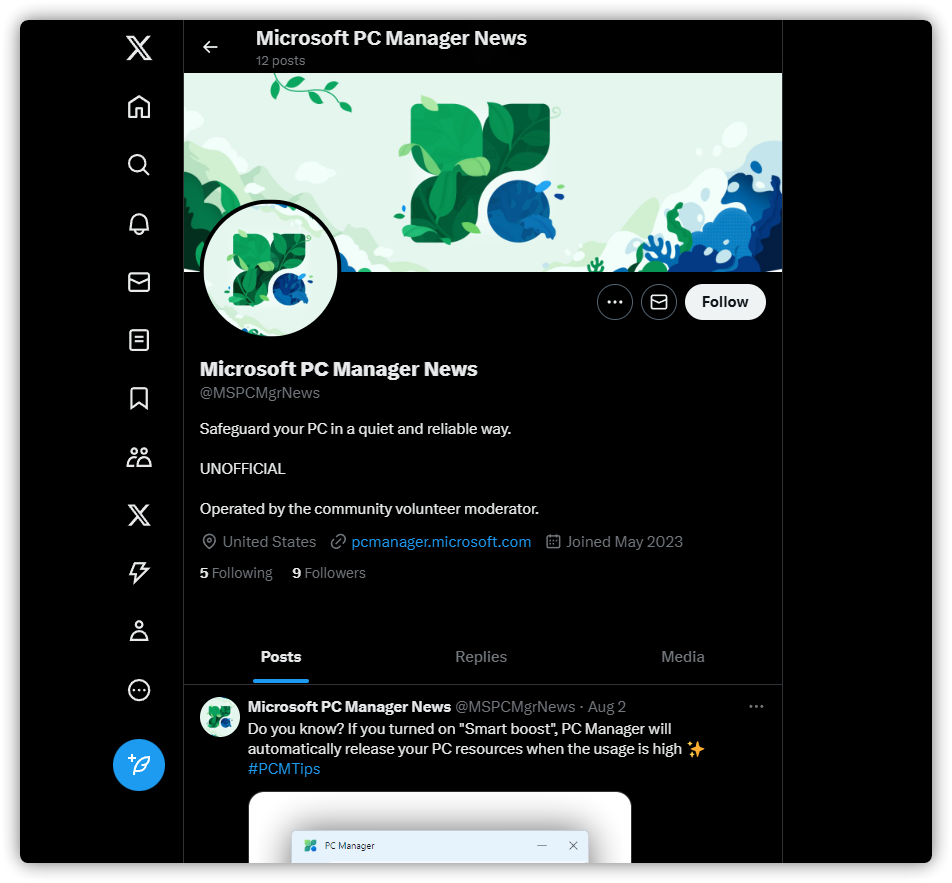 Microsoft PC Manager News
12 posts
Follow
Microsoft PC Manager News
@MSPCMgrNews
Safeguard your PC in a quiet and reliable way.
UNOFFICIAL
Operated by the community volunteer moderator.
United States pcmanager.microsoft.com Joined May 2023
5 Following 9 Followers
Posts Replies Media
Microsoft PC Manager News @MSPCMgrNews · Aug 2
Do you know? If you turned on "Smart boost", PC Manager will
automatically release your PC resources when the usage is high ✨
#PCMTips
PC Manager